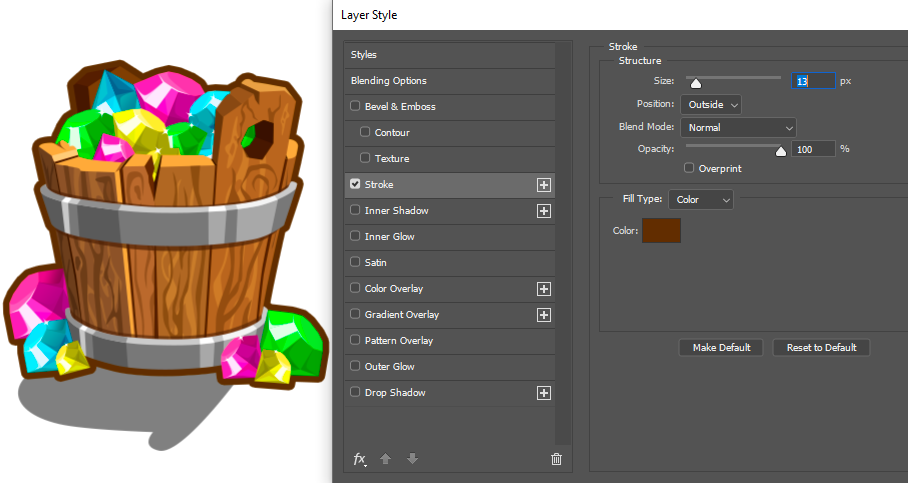 Layer Style
Styles
Blending Options
Bevel & Emboss
Contour
Texture
Stroke
Inner Shadow
Inner Glow
Satin
Color Overlay
Gradient Overlay
Pattern Overlay
Outer Glow
Drop Shadow
fx
Stroke
Structure
Size: 13 px
Position: Outside
Blend Mode: Normal
Opacity: 100 %
Overprint
Fill Type: Color
Color:
Make Default Reset to Default